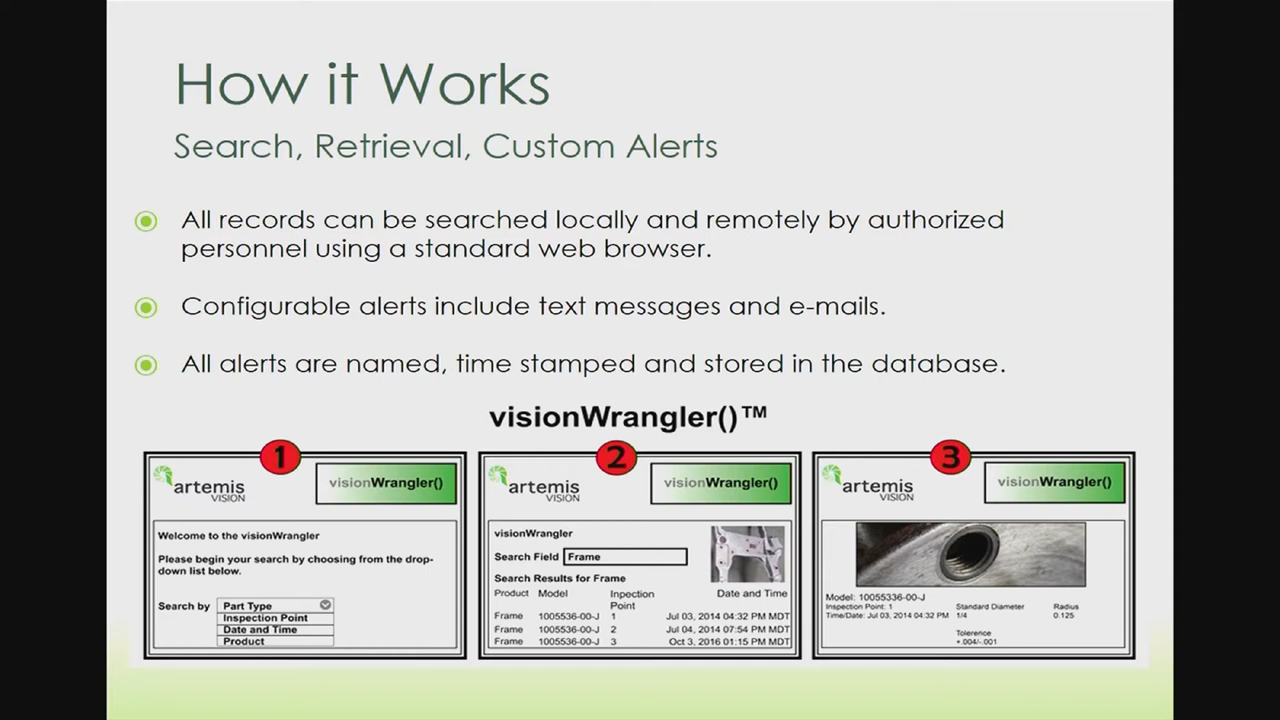 How it Works
Search, Retrieval, Custom Alerts
All records can be searched locally and remotely by authorized
personnel using a standard web browser.
Configurable alerts include text messages and e-mails.
All alerts are named, time stamped and stored in the database.
visionWrangler()™
1
artemis
VISION
visionWrangler()
Welcome to the visionWrangler
Please begin your search by choosing from the drop-
down list below.
Search by Part Type
Inspection Point
Date and Time
Product
2
artemis
VISION
visionWrangler()
visionWrangler
Search Field Frame
Search Results for Frame
Product Model Inpection Date and Time
Point
Frame 1005536-00-J 1 Jul 03, 2014 04:32 PM MDT
Frame 1005536-00-J 2 Jul 04, 2014 07:54 PM MDT
Frame 1005536-00-J 3 Oct 3, 2016 01:15 PM MDT
3
artemis
VISION
visionWrangler()
Model: 10055336-00-J
Inspection Point: 1 Standard Diameter Radius
Time/Date: Jul 03, 2014 04:32 PM 1/4 0.125
Tolerence
+.004/-.001